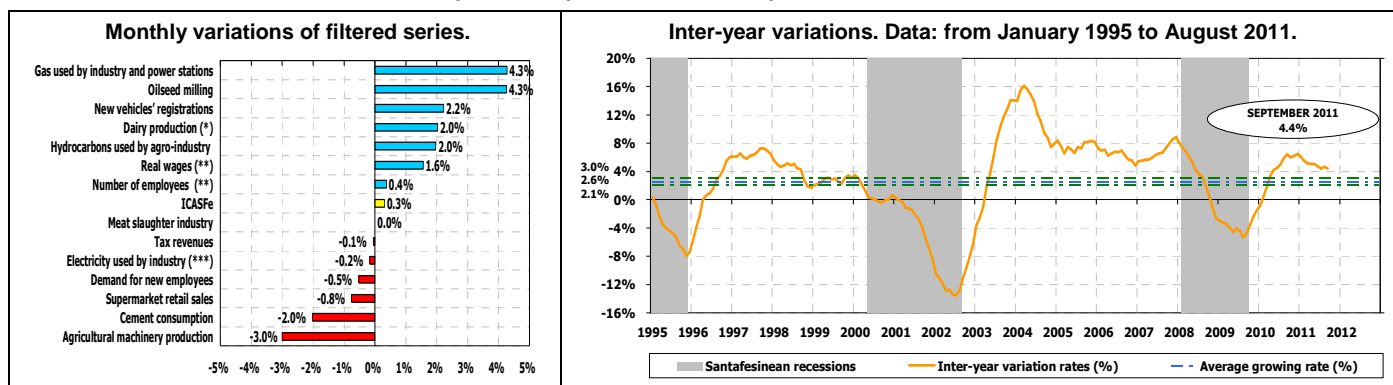 Monthly variations of filtered series.
Gas used by industry and power stations 4.3%
Oilseed milling 4.3%
New vehicles' registrations 2.2%
Dairy production (*) 2.0%
Hydrocarbons used by agro-industry 2.0%
Real wages (**) 1.6%
Number of employees (**) 0.4%
ICASFe 0.3%
Meat slaughter industry 0.0%
Tax revenues -0.1%
Electricity used by industry (***) -0.2%
Demand for new employees -0.5%
Supermarket retail sales -0.8%
Cement consumption -2.0%
Agricultural machinery production -3.0%
-5% -4% -3% -2% -1% 0% 1% 2% 3% 4% 5%
Inter-year variations. Data: from January 1995 to August 2011.
20%
16%
12%
8%
4%
0%
-4%
-8%
-12%
-16%
3.0%
2.6%
2.1%
SEPTEMBER 2011
4.4%
1995 1996 1997 1998 1999 2000 2001 2002 2003 2004 2005 2006 2007 2008 2009 2010 2011 2012
Santafesinean recessions Inter-year variation rates (%) Average growing rate (%)